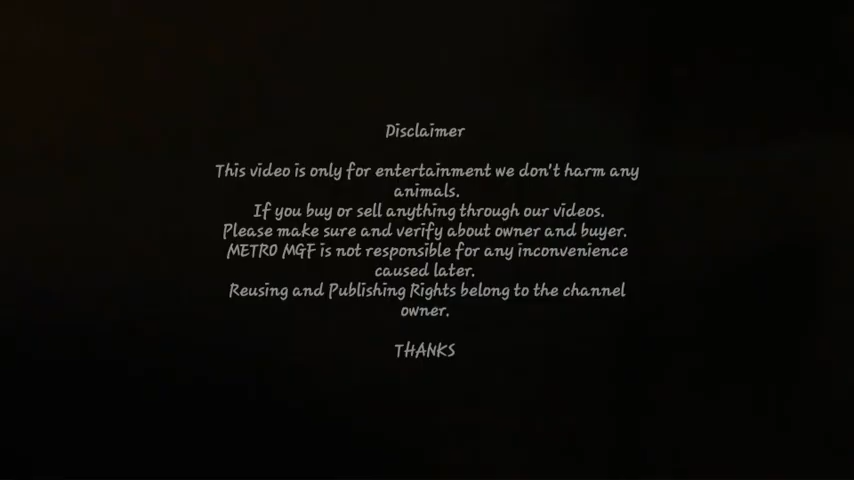 Disclaimer
This video is only for entertainment we don't harm any
animals.
If you buy or sell anything through our videos.
Please make sure and verify about owner and buyer.
METRO MGF is not responsible for any inconvenience
caused later.
Reusing and Publishing Rights belong to the channel
owner.
THANKS